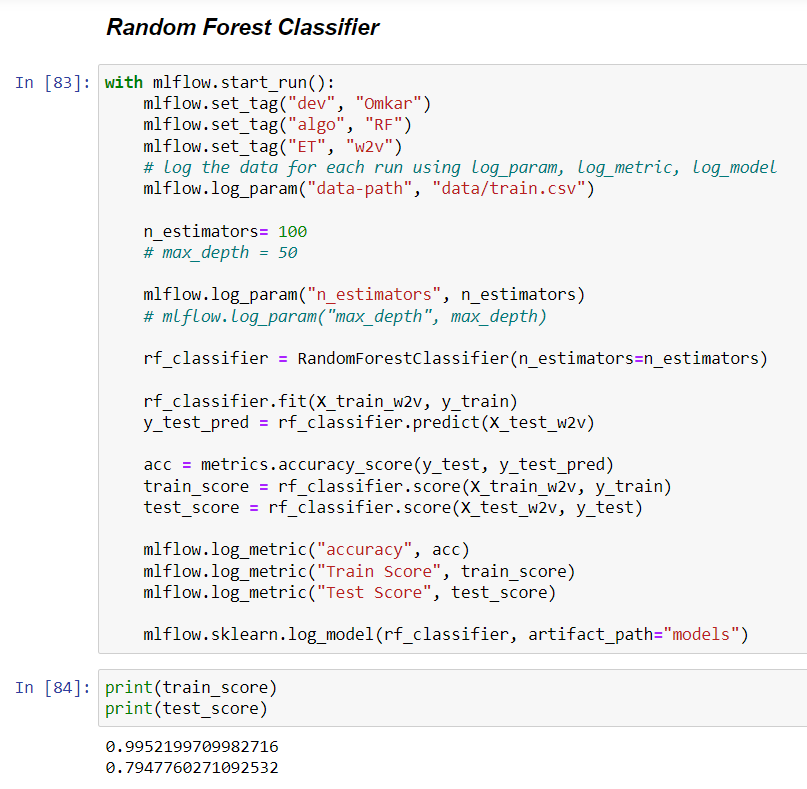 Random Forest Classifier
In [83]: with mlflow.start_run():
mlflow.set_tag("dev", "Omkar")
mlflow.set_tag("algo", "RF")
mlflow.set_tag("ET", "w2v")
# log the data for each run using log_param, log_metric, log_model
mlflow.log_param("data-path", "data/train.csv")
n_estimators= 100
# max_depth = 50
mlflow.log_param("n_estimators", n_estimators)
# mlflow.log_param("max_depth", max_depth)
rf_classifier = RandomForestClassifier(n_estimators=n_estimators)
rf_classifier.fit(X_train_w2v, y_train)
y_test_pred = rf_classifier.predict(X_test_w2v)
acc = metrics.accuracy_score(y_test, y_test_pred)
train_score = rf_classifier.score(X_train_w2v, y_train)
test_score = rf_classifier.score(X_test_w2v, y_test)
mlflow.log_metric("accuracy", acc)
mlflow.log_metric("Train Score", train_score)
mlflow.log_metric("Test Score", test_score)
mlflow.sklearn.log_model(rf_classifier, artifact_path="models")
In [84]: print(train_score)
print(test_score)
0.9952199709982716
0.7947760271092532